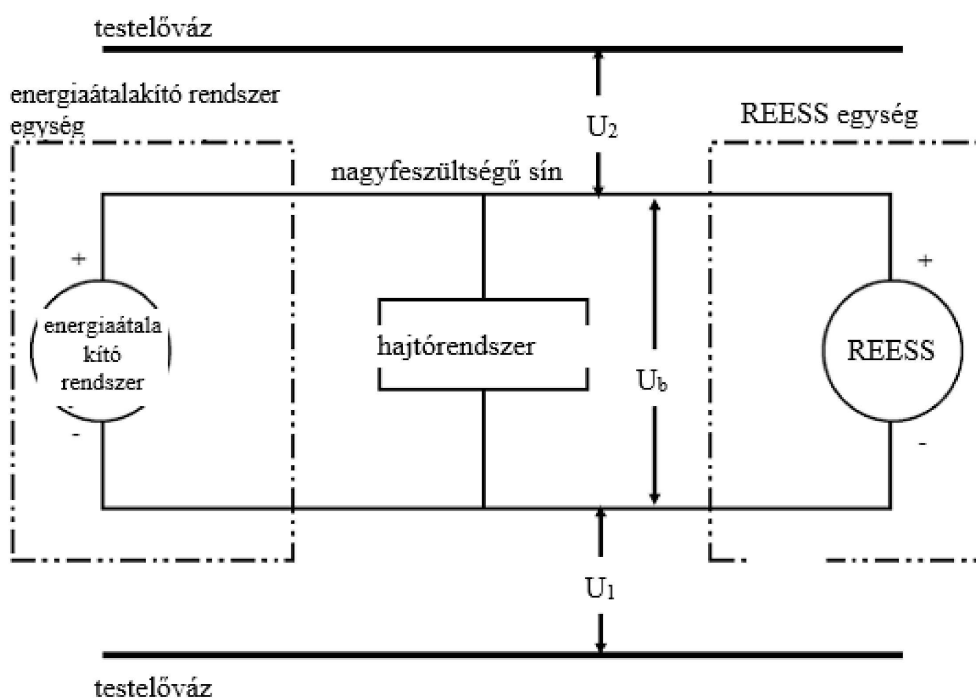 testelőváz
energiaátalakító rendszer
egység
U2
REESS egység
nagyfeszültségű sín
+
+
energiaátala
kító
rendszer
hajtórendszer
REESS
Ub
-
-
U1
testelőváz